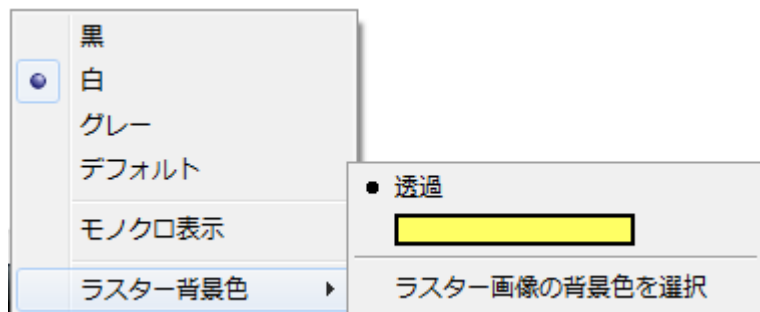 黒
白
グレー
デフォルト
モノクロ表示
ラスター背景色
透過
ラスター画像の背景色を選択